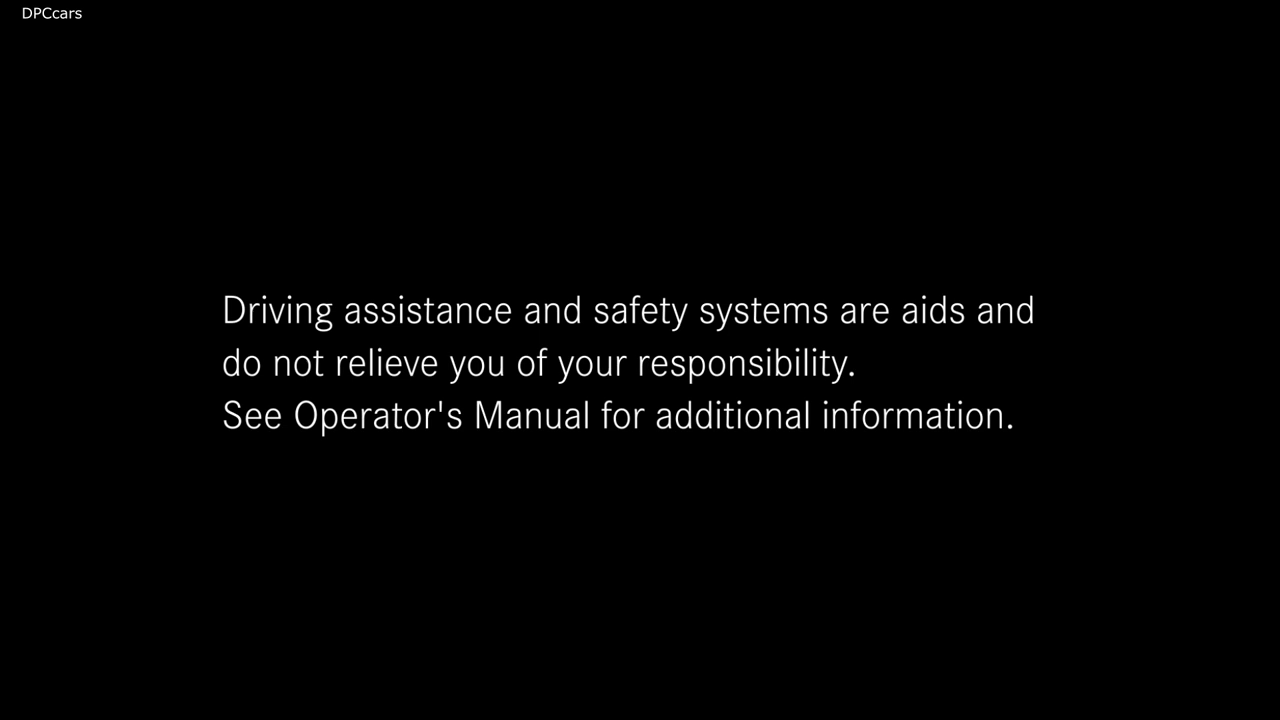 DPCcars
Driving assistance and safety systems are aids and
do not relieve you of your responsibility.
See Operator's Manual for additional information.